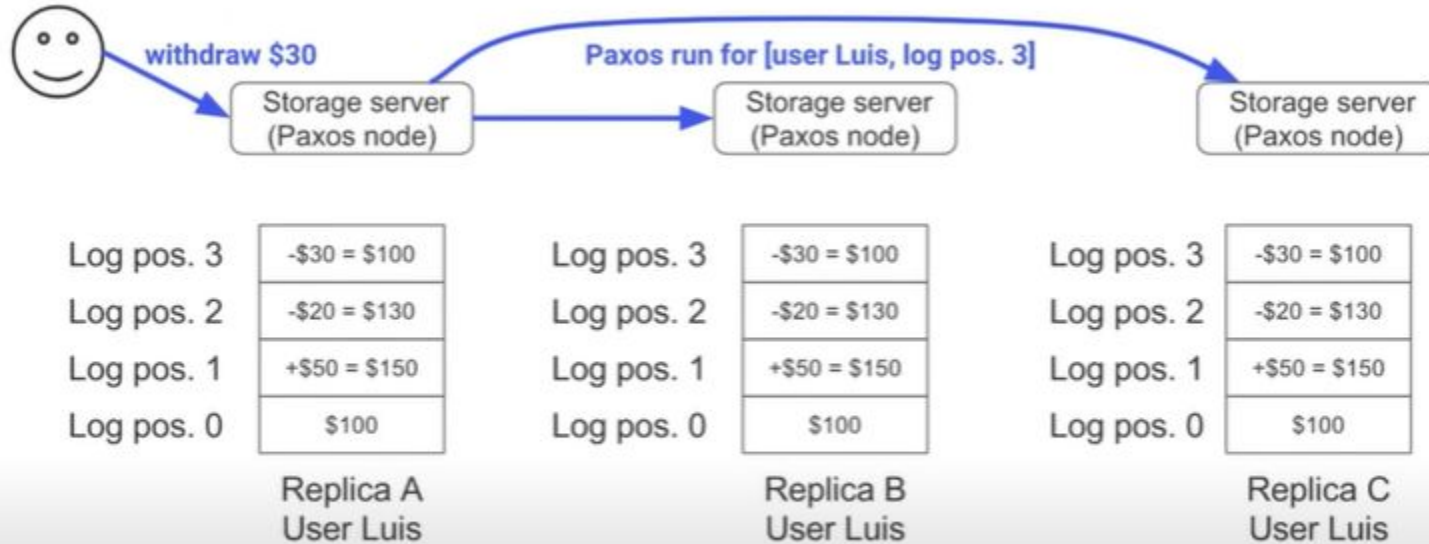 withdraw $30
Paxos run for [user Luis, log pos. 3]
Storage server
(Paxos node)
Storage server
(Paxos node)
Storage server
(Paxos node)
Log pos. 3
-$30 = $100
Log pos. 2
-$20 = $130
Log pos. 1
+$50 = $150
Log pos. 0
$100
Replica A
User Luis
Log pos. 3
-$30 = $100
Log pos. 2
-$20 = $130
Log pos. 1
+$50 = $150
Log pos. 0
$100
Replica B
User Luis
Log pos. 3
-$30 = $100
Log pos. 2
-$20 = $130
Log pos. 1
+$50 = $150
Log pos. 0
$100
Replica C
User Luis